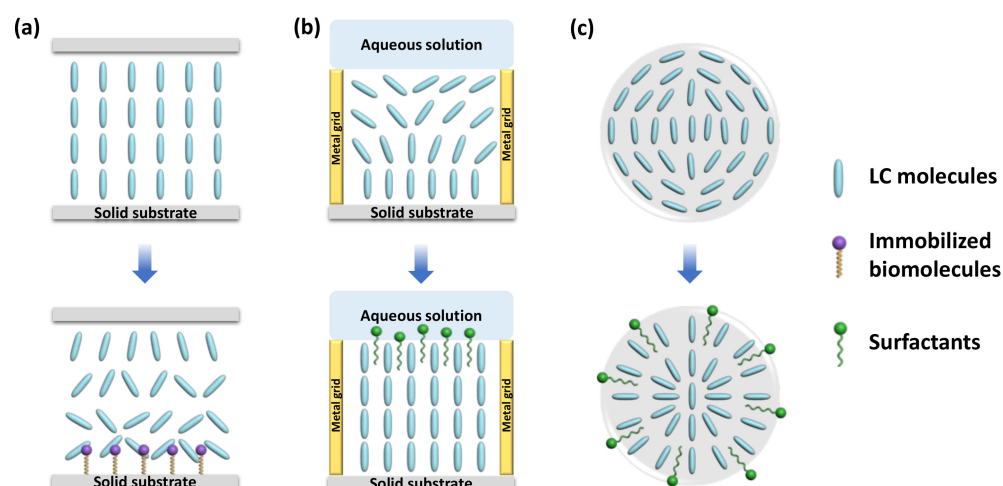 (a)
Solid substrate
Solid substrate
(b)
Aqueous solution
Metal grid
Metal grid
Solid substrate
Aqueous solution
Metal grid
Metal grid
Solid substrate
(c)
LC molecules
Immobilized
biomolecules
Surfactants